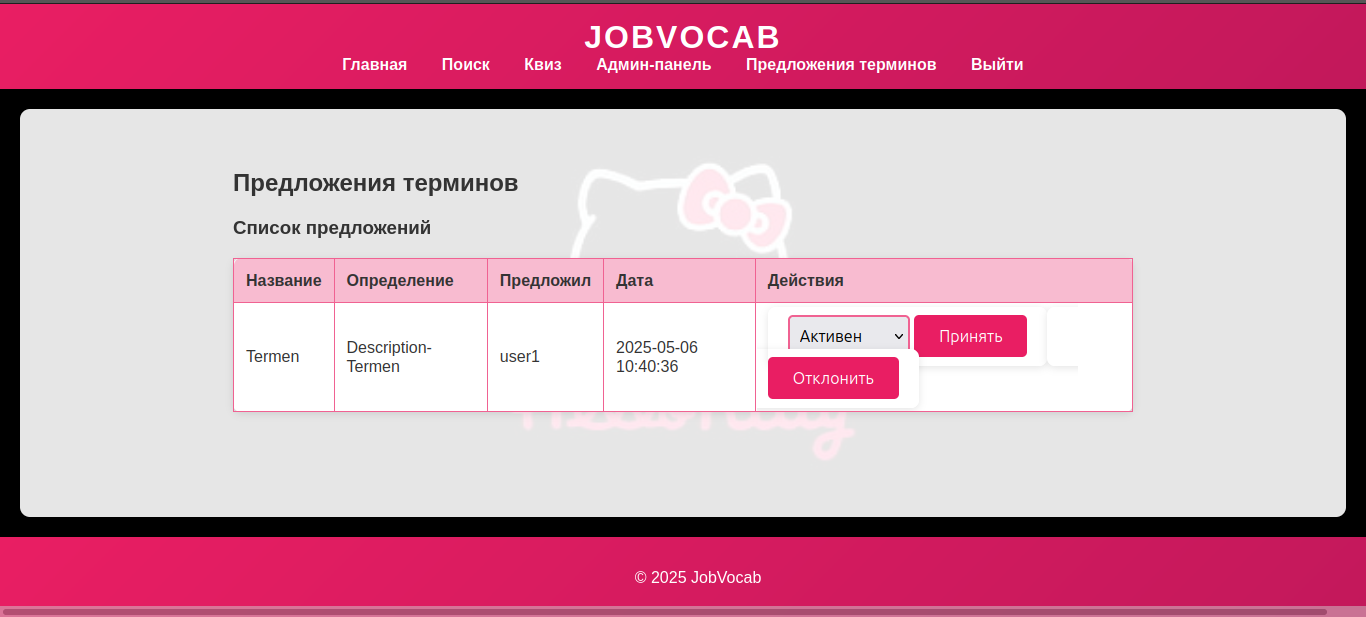 JOBVOCAB
Главная Поиск Квиз Админ-панель Предложения терминов Выйти
Предложения терминов
Список предложений
Название Определение Предложил Дата Действия
Termen Description-Termen user1 2025-05-06 10:40:36 Активен Принять
Отклонить
© 2025 JobVocab